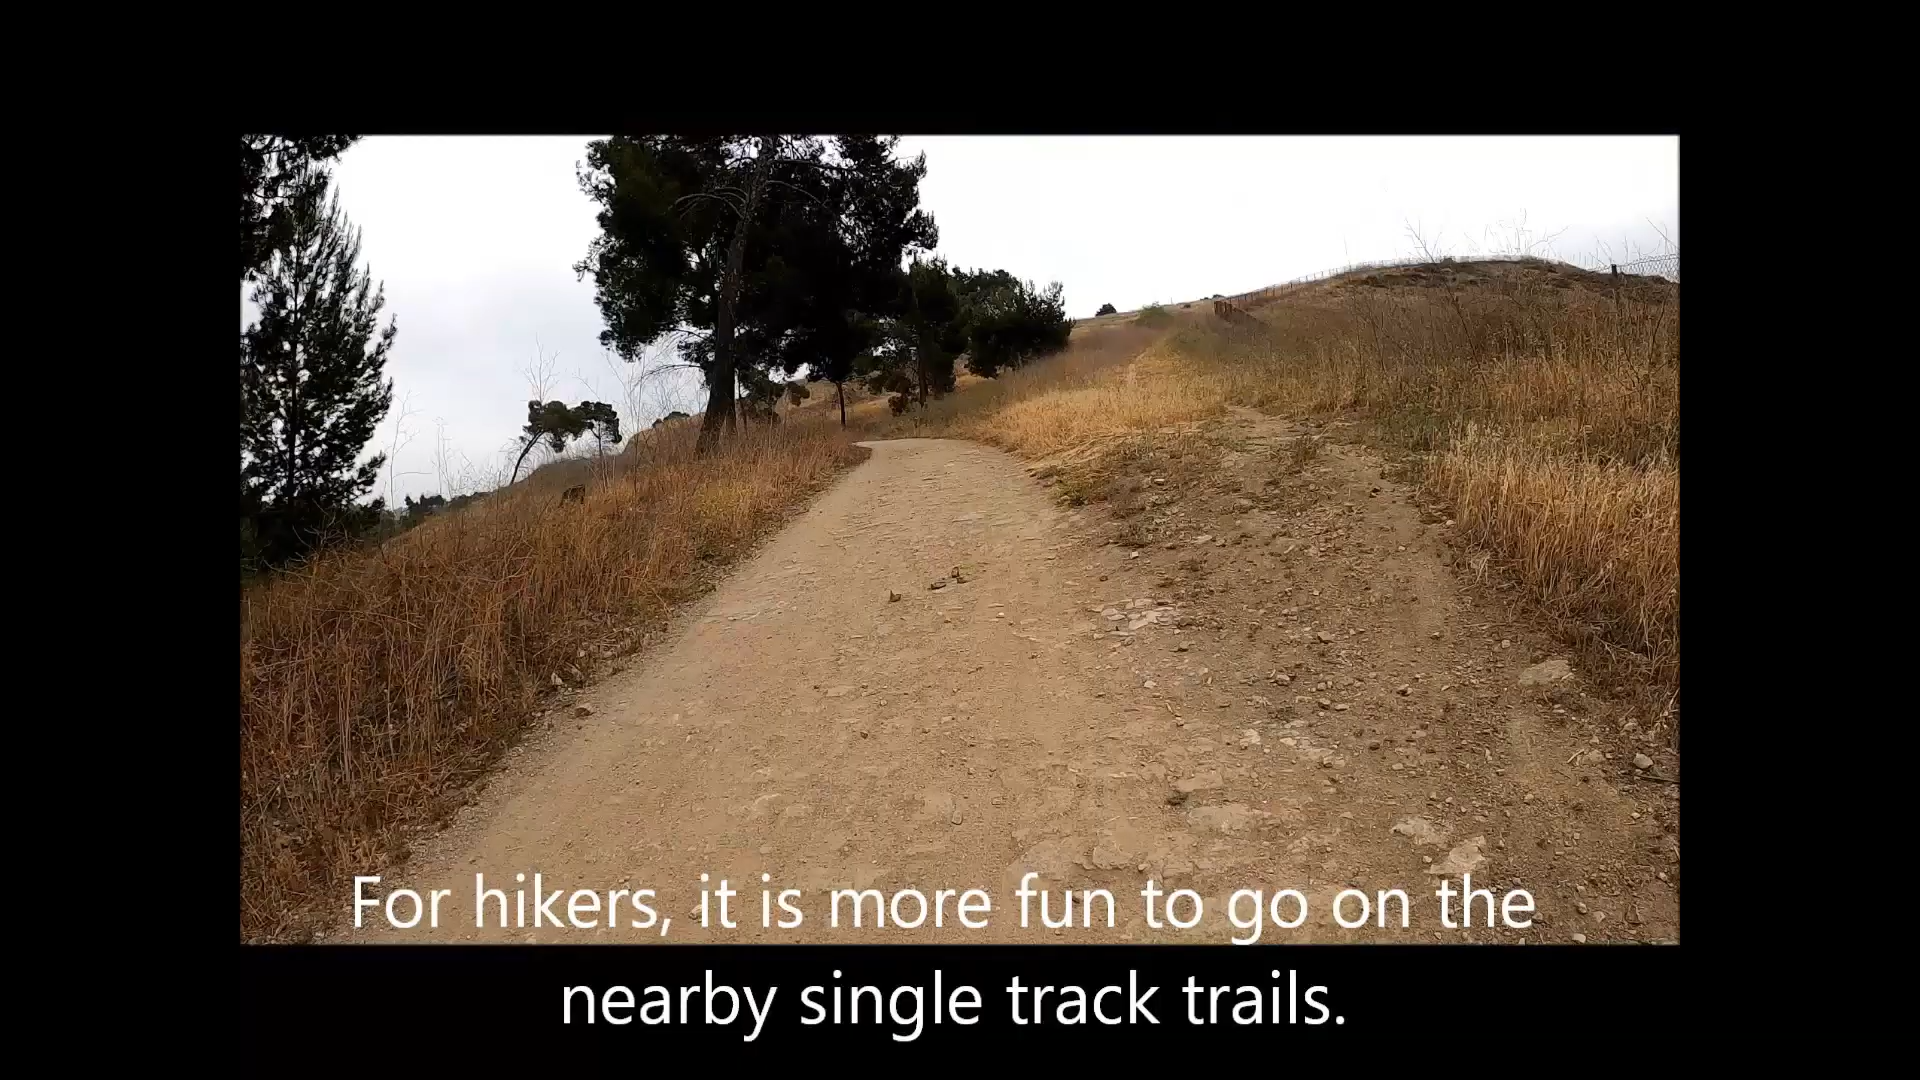 For hikers, it is more fun to go on the
nearby single track trails.